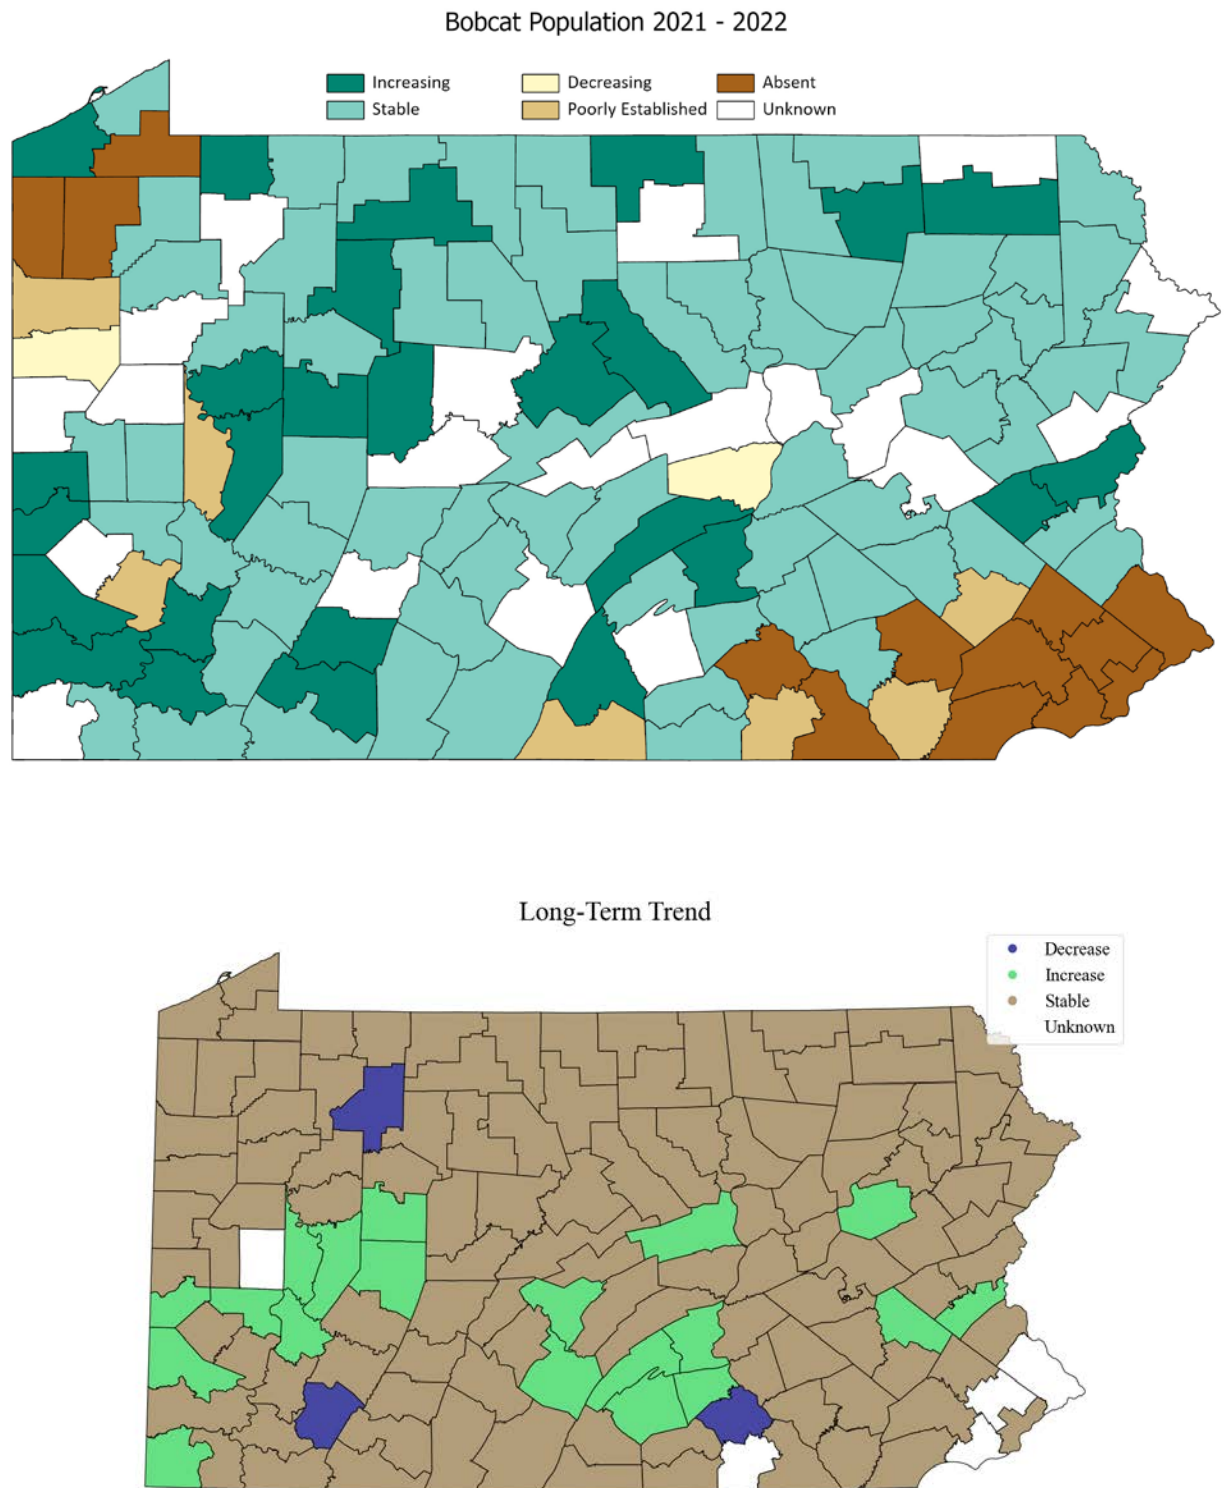 Bobcat Population 2021 - 2022
Increasing
Decreasing
Absent
Stable
Poorly Established
Unknown
Long-Term Trend
Decrease
Increase
Stable
Unknown